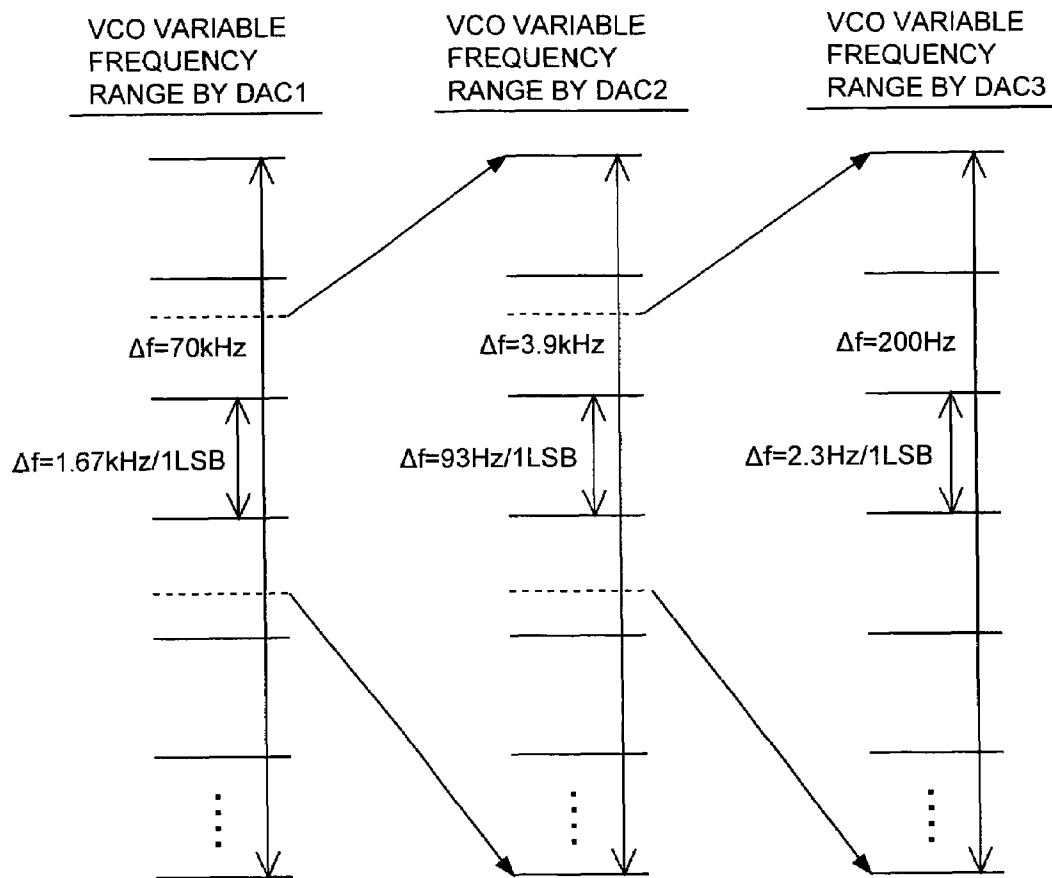 VCO VARIABLE
FREQUENCY
RANGE BY DAC1
VCO VARIABLE
FREQUENCY
RANGE BY DAC2
VCO VARIABLE
FREQUENCY
RANGE BY DAC3
Δf=70kHz
Δf=3.9kHz
Δf=200Hz
Δf=1.67kHz/1LSB
Δf=93Hz/1LSB
Δf=2.3Hz/1LSB